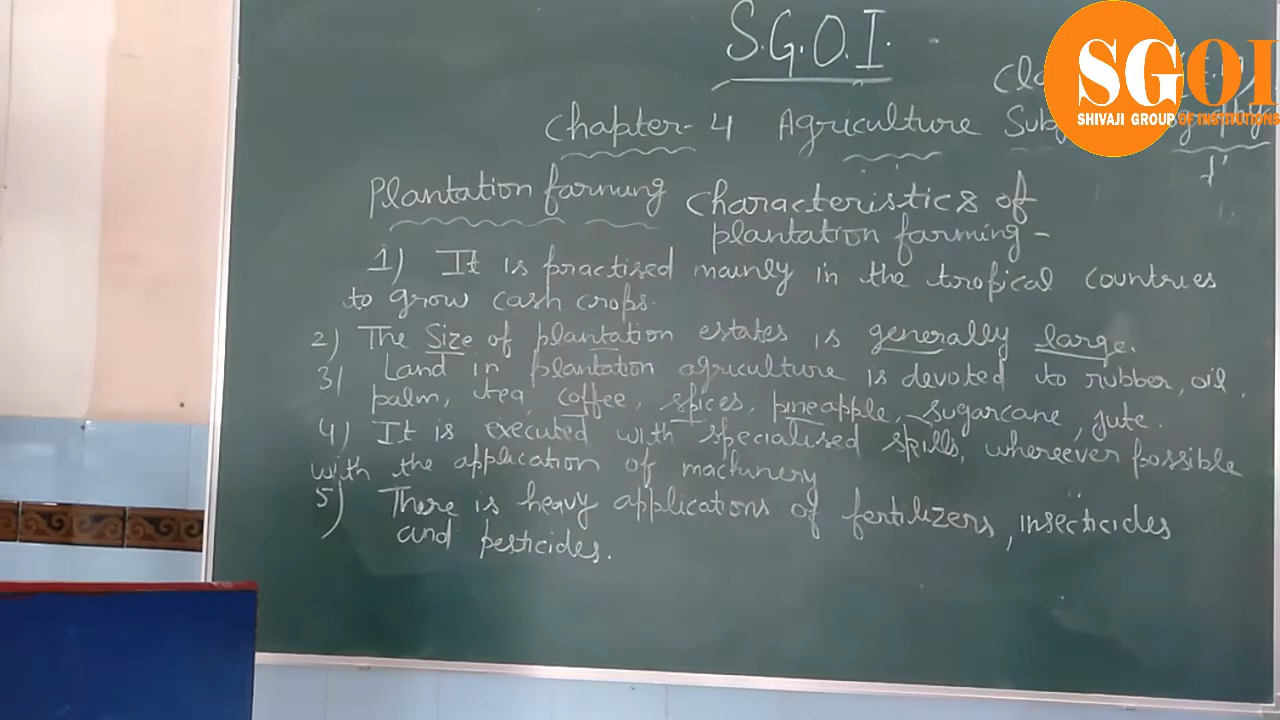 S.G.O.I.
SGOI
SHIVAJI GROUP OF INSTITUTIONS
Chapter-4 Agriculture
Plantation farming Characteristics of
plantation farming-
1) It is practised mainly in the tropical countries
to grow cash crops.
2) The Size of plantation estates is generally large.
3) Land in plantation agriculture is devoted to rubber, oil,
palm, tea, coffee, spices, pineapple, sugarcane, jute.
4) It is executed with specialised skills, whereever possible
with the application of machinery
5) There is heavy applications of fertilizers, insecticides
and pesticides.